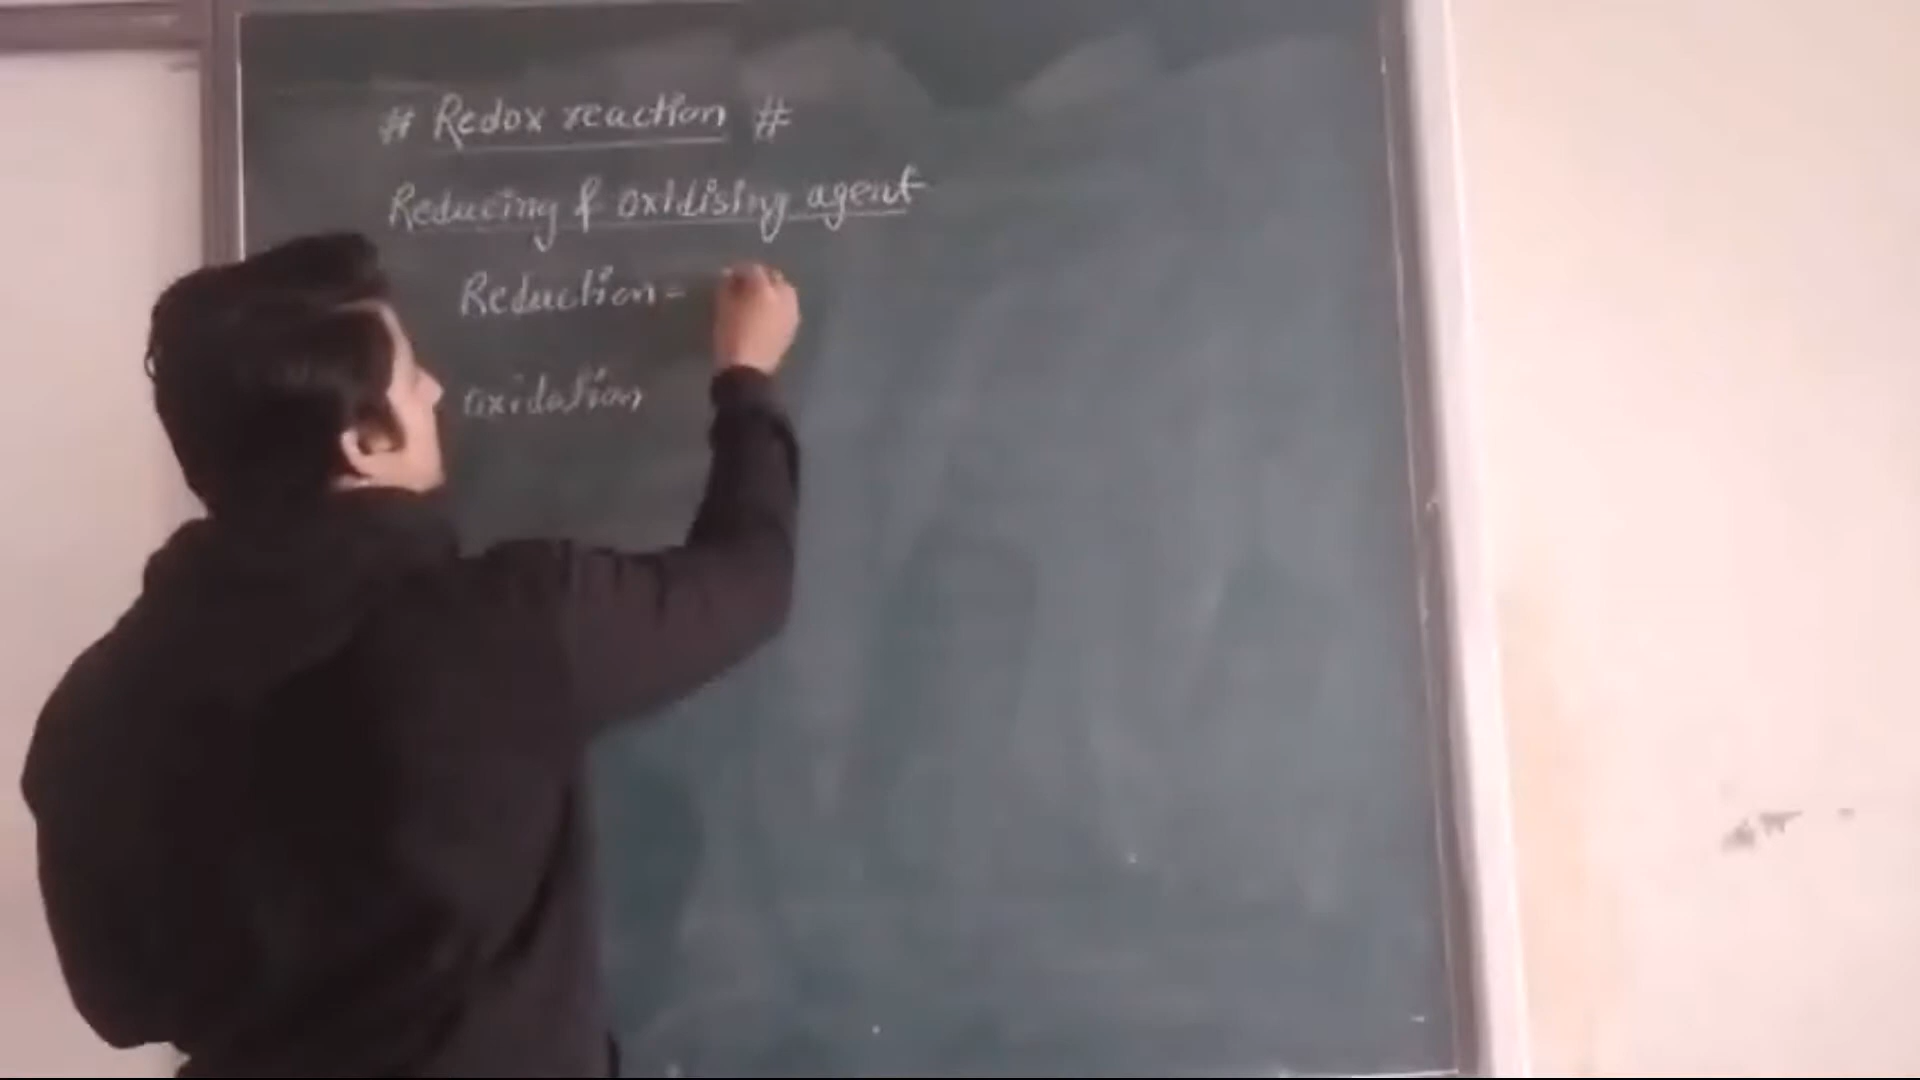 # Redox reaction #
Reducing & oxidising agent
Reduction =
oxidation